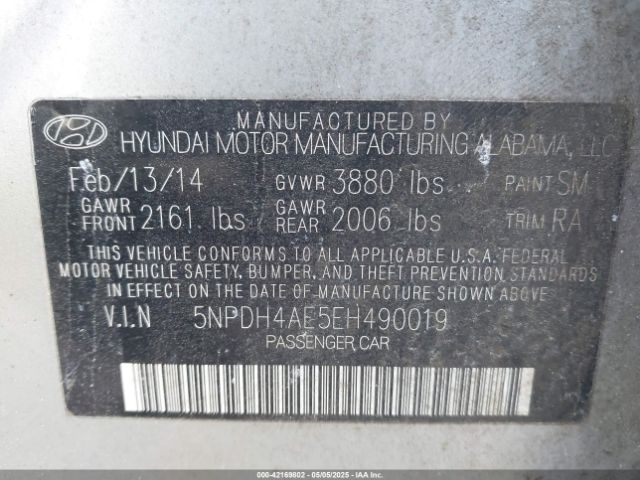 MANUFACTURED BY
HYUNDAI MOTOR MANUFACTURING ALABAMA, LLC
Feb/13/14 GVWR 3880 lbs PAINT SM
GAWR FRONT 2161 lbs GAWR REAR 2006 lbs TRIM RA
THIS VEHICLE CONFORMS TO ALL APPLICABLE U.S.A. FEDERAL
MOTOR VEHICLE SAFETY, BUMPER, AND THEFT PREVENTION STANDARDS
IN EFFECT ON THE DATE OF MANUFACTURE SHOWN ABOVE.
V.I.N 5NPDH4AE5EH490019
PASSENGER CAR
000-42169802 - 05/05/2025 - IAAI.com